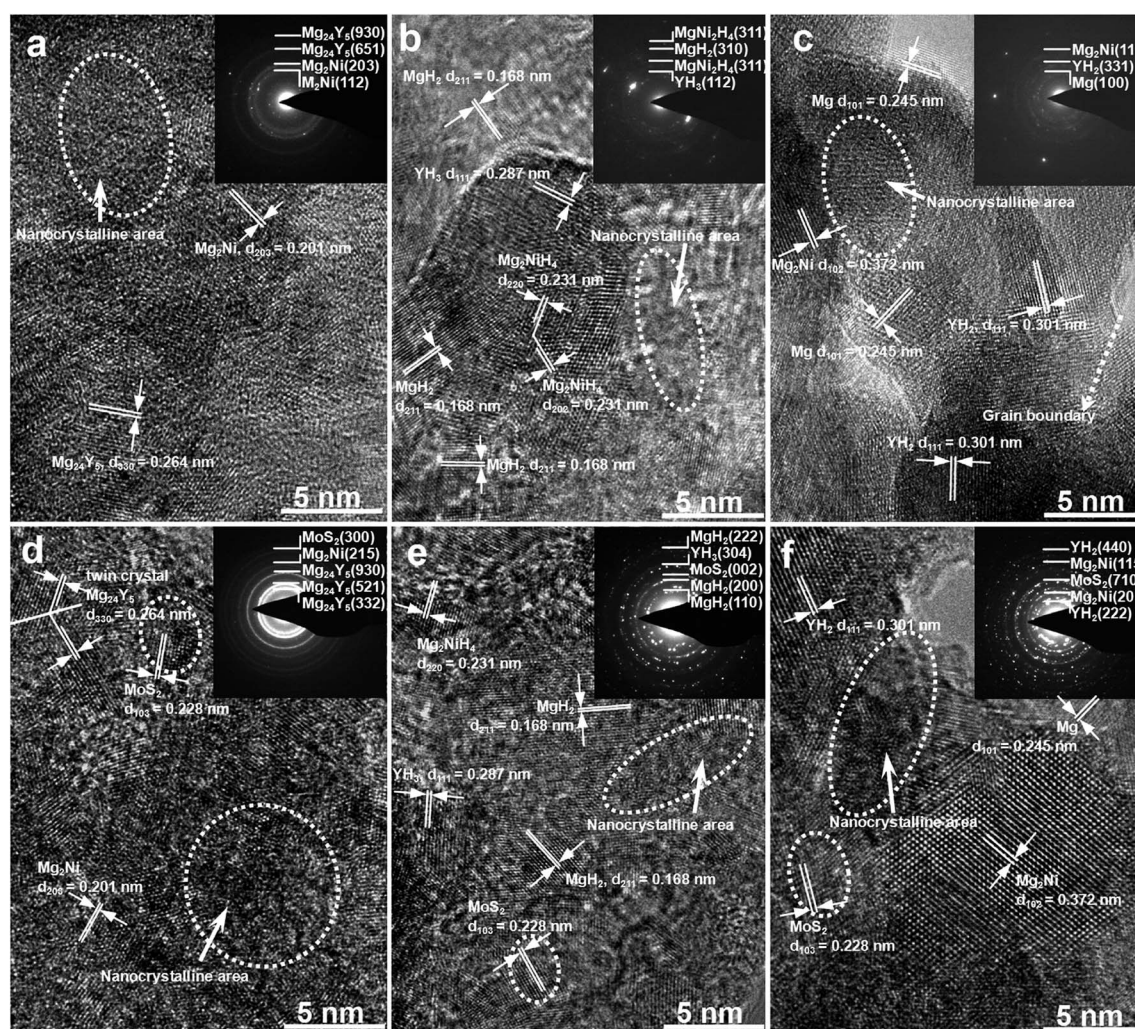 a
Mg₂₄Y₅(930)
Mg₂₄Y₅(651)
Mg₂Ni(203)
M₂Ni(112)
Nanocrystalline area
Mg₂Ni, d₂₀₃ = 0.201 nm
Mg₂₄Y₅, d₃₃₀ = 0.264 nm
5 nm
b
MgNi₂H₄(311)
MgH₂(310)
MgNi₂H₄(311)
YH₃(112)
MgH₂ d₂₁₁ = 0.168 nm
YH₃ d₁₁₁ = 0.287 nm
Nanocrystalline area
Mg₂NiH₄
d₂₂₀ = 0.231 nm
MgH₂
d₂₁₁ = 0.168 nm
Mg₂NiH₄
d₂₀₂ = 0.231 nm
MgH₂ d₂₁₁ = 0.168 nm
5 nm
c
Mg₂Ni(11
YH₂(331)
Mg(100)
Mg d₁₀₁ = 0.245 nm
Nanocrystalline area
Mg₂Ni d₁₀₂ = 0.372 nm
YH₂, d₁₁₁ = 0.301 nm
Mg d₁₀₁ = 0.245 nm
Grain boundary
YH₂ d₁₁₁ = 0.301 nm
5 nm
d
MoS₂(300)
Mg₂Ni(215)
Mg₂₄Y₅(930)
Mg₂₄Y₅(521)
Mg₂₄Y₅(332)
twin crystal
Mg₂₄Y₅
d₃₃₀ = 0.264 nm
MoS₂
d₁₀₃ = 0.228 nm
Mg₂Ni
= 0.201 nm
Nanocrystalline area
5 nm
e
MgH₂(222)
YH₃(304)
MoS₂(002)
MgH₂(200)
MgH₂(110)
Mg₂NiH₄
d₂₂₀ = 0.231 nm
MgH₂
d₂₁₁ = 0.168 nm
YH₃, d₁₁₁ = 0.287 nm
Nanocrystalline area
MgH₂, d₂₁₁ = 0.168 nm
MoS₂
d₁₀₃ = 0.228 nm
5 nm
f
YH₂(440)
Mg₂Ni(115
MoS₂(710
Mg₂Ni(20
YH₂(222)
YH₂ d₁₁₁ = 0.301 nm
Mg
d₁₀₁ = 0.245 nm
Nanocrystalline area
Mg₂Ni
d₁₀₂ = 0.372 nm
MoS₂
d₁₀₃ = 0.228 nm
5 nm